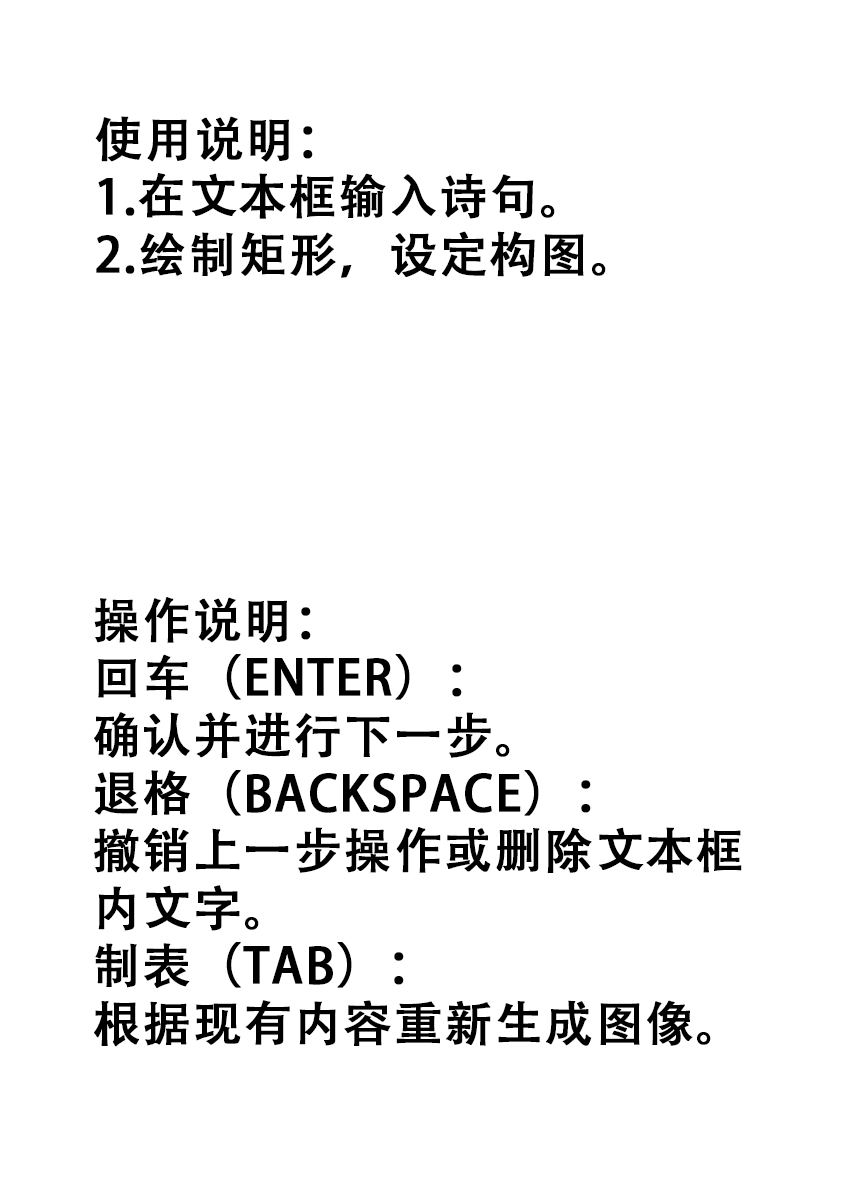 使用说明：
1.在文本框输入诗句。
2.绘制矩形，设定构图。
操作说明：
回车（ENTER）：
确认并进行下一步。
退格（BACKSPACE）：
撤销上一步操作或删除文本框
内文字。
制表（TAB）：
根据现有内容重新生成图像。